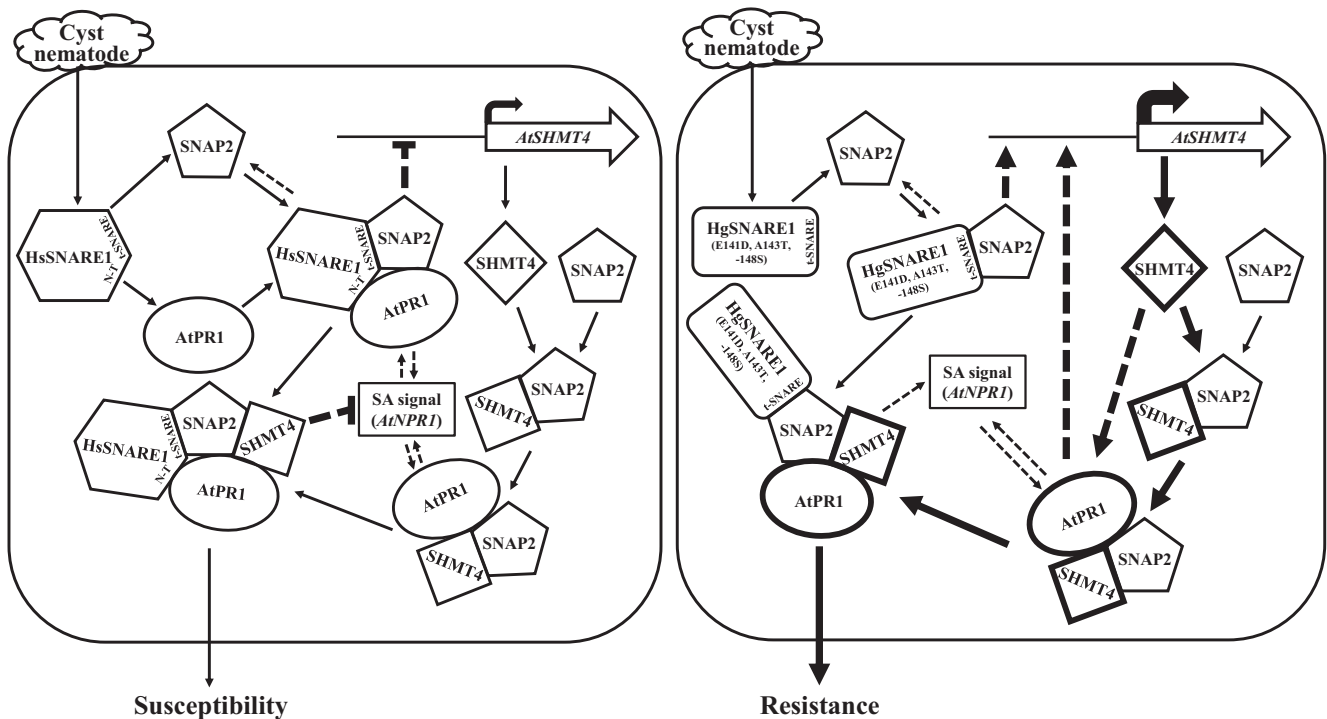 Cyst
nematode
SNAP2
AtSHMT4
HsSNARE1
t-SNARE
N-T
HsSNARE1
t-SNARE
N-T
SNAP2
AtPR1
SHMT4
SNAP2
AtPR1
SA signal
(AtNPR1)
SHMT4
SNAP2
HsSNARE1
t-SNARE
N-T
SNAP2
SHMT4
AtPR1
AtPR1
SHMT4
SNAP2
Susceptibility
Cyst
nematode
SNAP2
AtSHMT4
HgSNARE1
(E141D, A143T,
-148S)
t-SNARE
HgSNARE1
(E141D, A143T,
-148S)
t-SNARE
SNAP2
SHMT4
SNAP2
HgSNARE1
(E141D, A143T,
-148S)
t-SNARE
SA signal
(AtNPR1)
SNAP2
SHMT4
SNAP2
SHMT4
AtPR1
AtPR1
SHMT4
SNAP2
Resistance